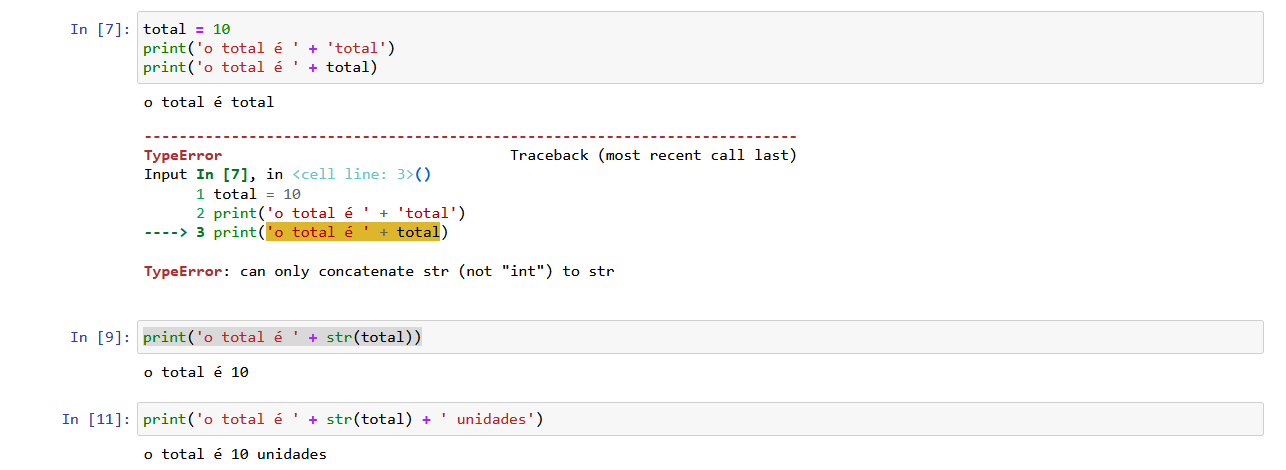 In [7]: total = 10
print('o total é ' + 'total')
print('o total é ' + total)
o total é total
---------------------------------------------------------------------------
TypeError                                 Traceback (most recent call last)
Input In [7], in <cell line: 3>()
      1 total = 10
      2 print('o total é ' + 'total')
----> 3 print('o total é ' + total)
TypeError: can only concatenate str (not "int") to str
In [9]: print('o total é ' + str(total))
o total é 10
In [11]: print('o total é ' + str(total) + ' unidades')
o total é 10 unidades